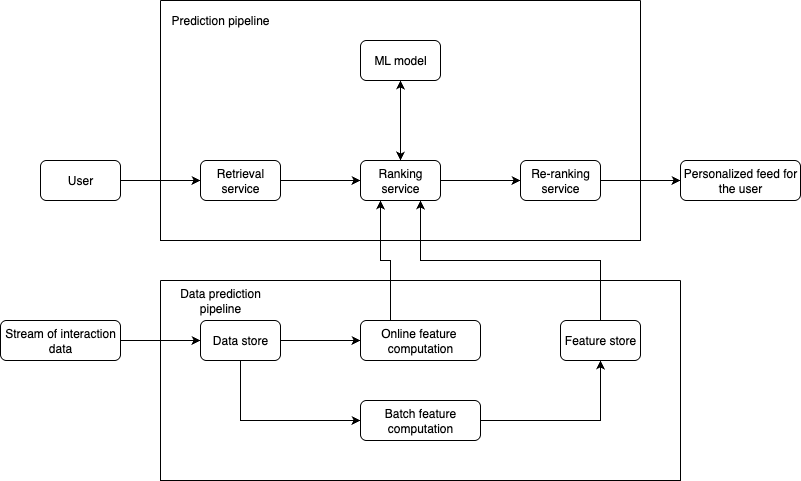 Prediction pipeline
ML model
User
Retrieval
service
Ranking
service
Re-ranking
service
Personalized feed for
the user
Data prediction
pipeline
Stream of interaction
data
Data store
Online feature
computation
Feature store
Batch feature
computation